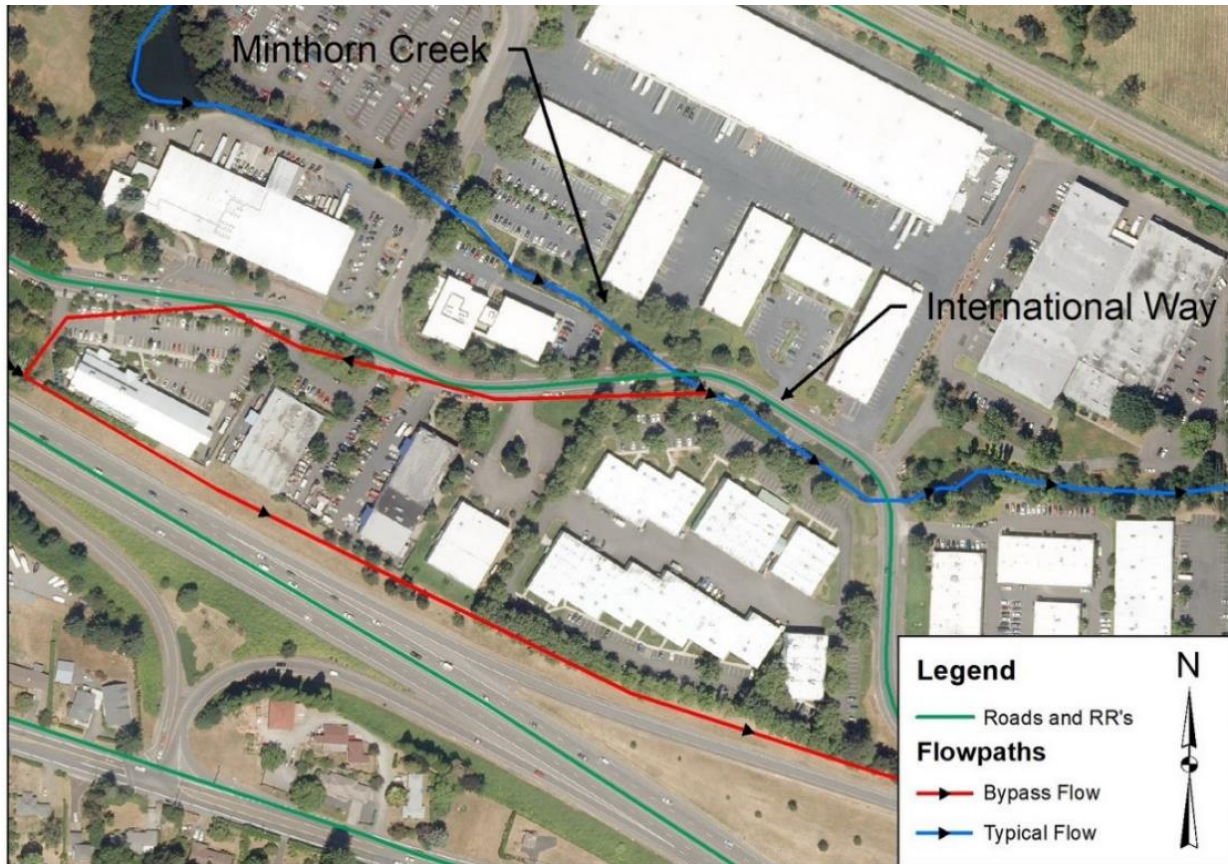 Minthorn Creek
International Way
Legend
N
Roads and RR's
Flowpaths
Bypass Flow
Typical Flow